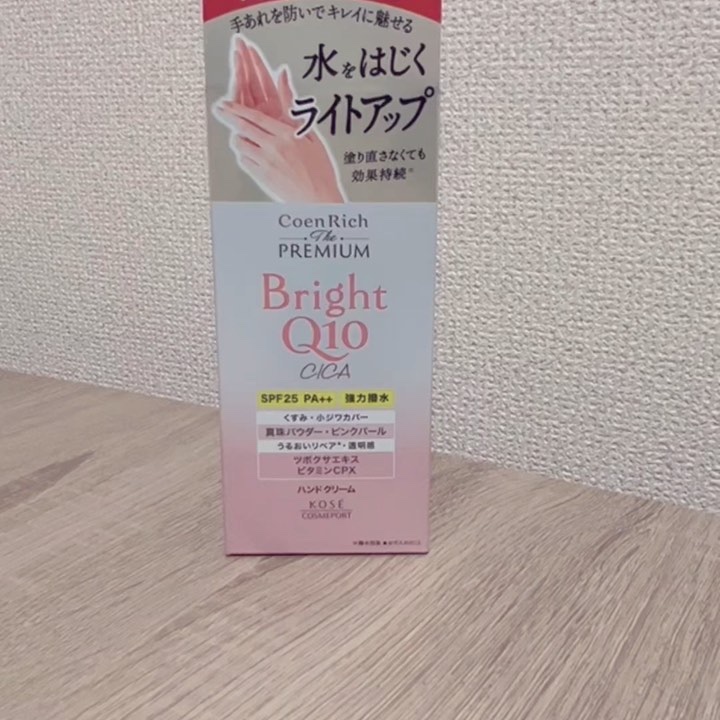 手あれを防いでキレイに魅せる
水をはじく
ライトアップ
塗り直さなくても
効果持続※
CoenRich
The
PREMIUM
Bright
Q10
CICA
SPF25 PA++ 強力撥水
くすみ・小ジワカバー
真珠パウダー・ピンクパール
うるおいリペア*・透明感
ツボクサエキス
ビタミンCPX
ハンドクリーム
KOSÉ
COSMEPORT